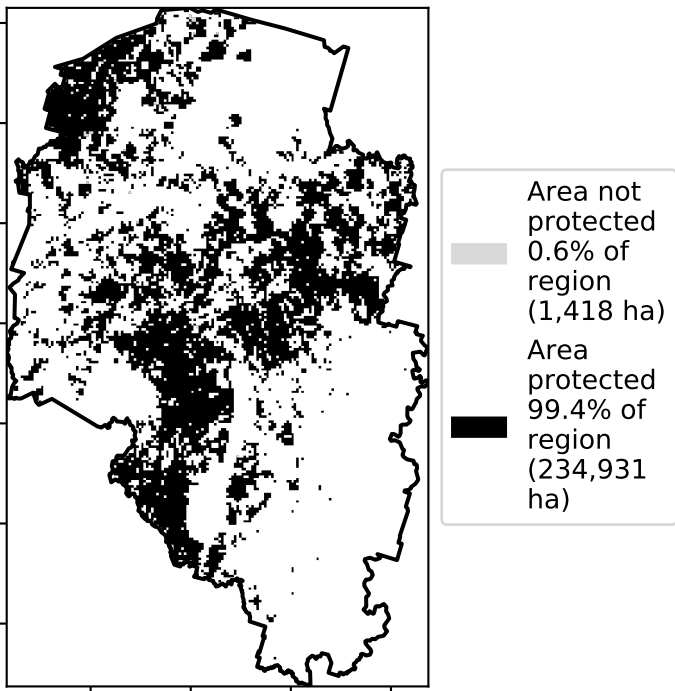 Area not
protected
0.6% of
region
(1,418 ha)
Area
protected
99.4% of
region
(234,931
ha)